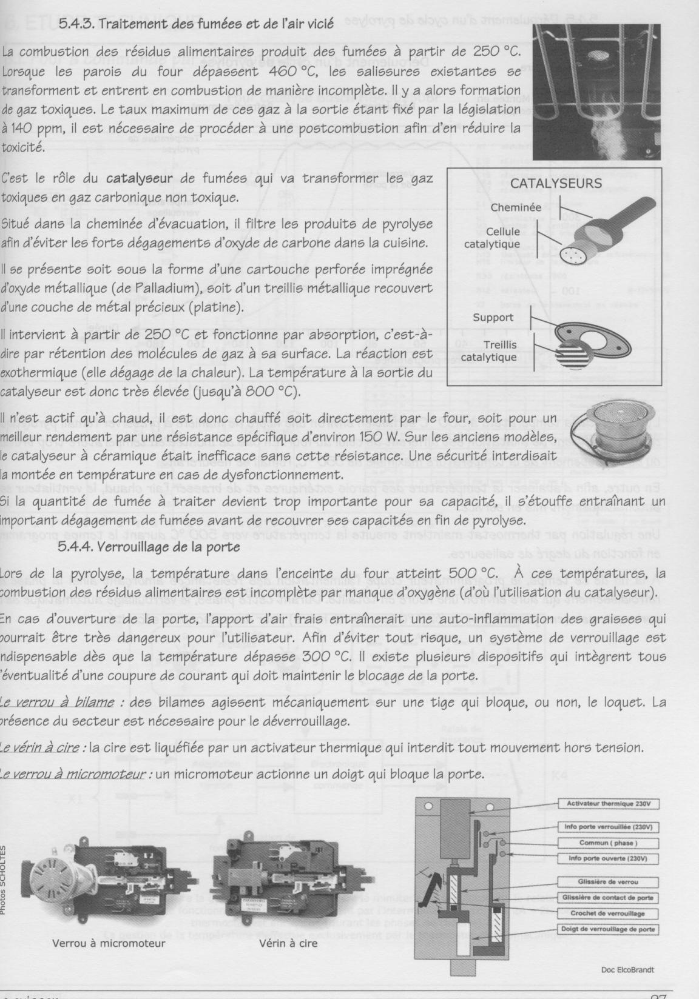 5.4.3. Traitement des fumées et de l'air vicié
La combustion des résidus alimentaires produit des fumées à partir de 250 °C.
Lorsque les parois du four dépassent 460 °C, les salissures existantes se
transforment et entrent en combustion de manière incomplète. Il y a alors formation
de gaz toxiques. Le taux maximum de ces gaz à la sortie étant fixé par la législation
à 140 ppm, il est nécessaire de procéder à une postcombustion afin d'en réduire la
toxicité.
C'est le rôle du catalyseur de fumées qui va transformer les gaz
toxiques en gaz carbonique non toxique.
Situé dans la cheminée d'évacuation, il filtre les produits de pyrolyse
afin d'éviter les forts dégagements d'oxyde de carbone dans la cuisine.
Il se présente soit sous la forme d'une cartouche perforée imprégnée
d'oxyde métallique (de Palladium), soit d'un treillis métallique recouvert
d'une couche de métal précieux (platine).
Il intervient à partir de 250 °C et fonctionne par absorption, c'est-à-
dire par rétention des molécules de gaz à sa surface. La réaction est
exothermique (elle dégage de la chaleur). La température à la sortie du
catalyseur est donc très élevée (jusqu'à 800 °C).
CATALYSEURS
Cheminée
Cellule
catalytique
Support
Treillis
catalytique
Il n'est actif qu'à chaud, il est donc chauffé soit directement par le four, soit pour un
meilleur rendement par une résistance spécifique d'environ 150 W. Sur les anciens modèles,
le catalyseur à céramique était inefficace sans cette résistance. Une sécurité interdisait
la montée en température en cas de dysfonctionnement.
Si la quantité de fumée à traiter devient trop importante pour sa capacité, il s'étouffe entraînant un
important dégagement de fumées avant de recouvrer ses capacités en fin de pyrolyse.
5.4.4. Verrouillage de la porte
Lors de la pyrolyse, la température dans l'enceinte du four atteint 500 °C. À ces températures, la
combustion des résidus alimentaires est incomplète par manque d'oxygène (d'où l'utilisation du catalyseur).
En cas d'ouverture de la porte, l'apport d'air frais entraînerait une auto-inflammation des graisses qui
pourrait être très dangereux pour l'utilisateur. Afin d'éviter tout risque, un système de verrouillage est
indispensable dès que la température dépasse 300 °C. Il existe plusieurs dispositifs qui intègrent tous
l'éventualité d'une coupure de courant qui doit maintenir le blocage de la porte.
Le verrou à bilame : des bilames agissent mécaniquement sur une tige qui bloque, ou non, le loquet. La
présence du secteur est nécessaire pour le déverrouillage.
Le vérin à cire : la cire est liquéfiée par un activateur thermique qui interdit tout mouvement hors tension.
Le verrou à micromoteur : un micromoteur actionne un doigt qui bloque la porte.
Photos SCHOLTES
Verrou à micromoteur
Vérin à cire
Activateur thermique 230V
Info porte verrouillée (230V)
Commun ( phase )
Info porte ouverte (230V)
Glissière de verrou
Glissière de contact de porte
Crochet de verrouillage
Doigt de verrouillage de porte
Doc ElcoBrandt